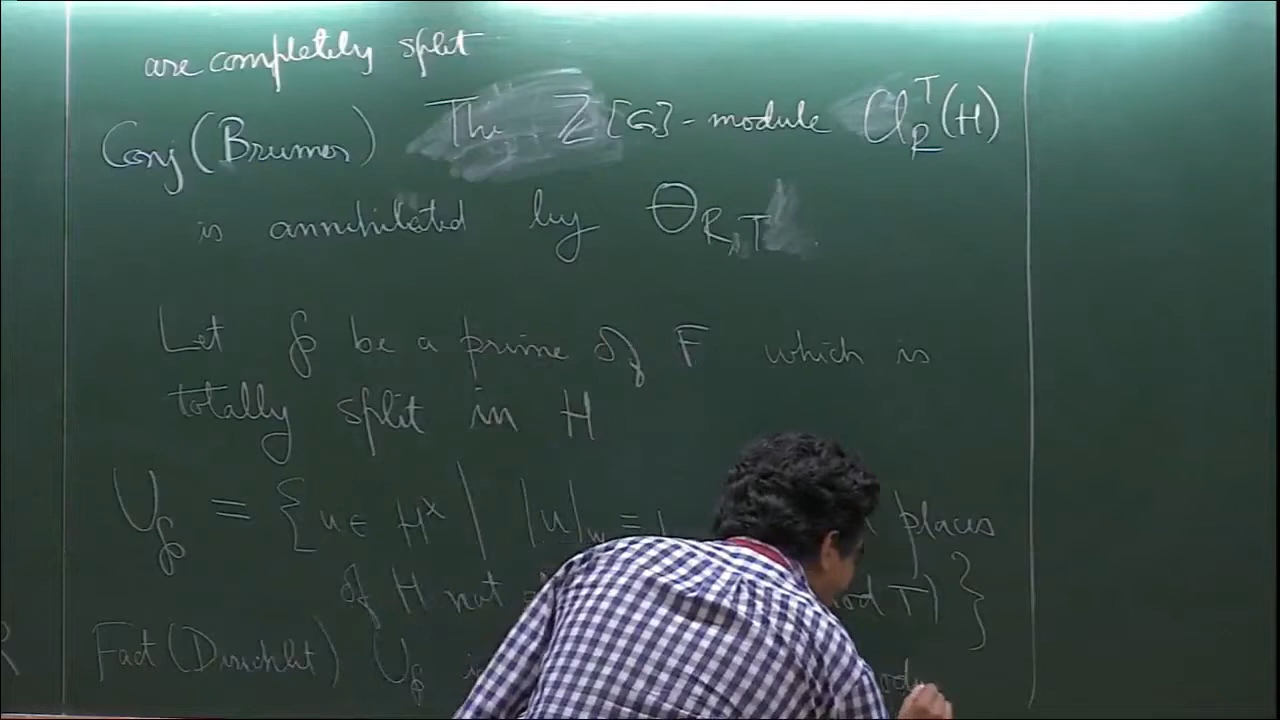 are completely split
Conj (Brumer) The Z[G]-module Cl_R^T(H)
is annihilated by Θ_{R,T}
Let 𝔭 be a prime of F which is
totally split in H
U_𝔭 = { u ∈ H^× | |u|_w = places
of H not mod T) }
Fact (Dirichlet) U_𝔭
R